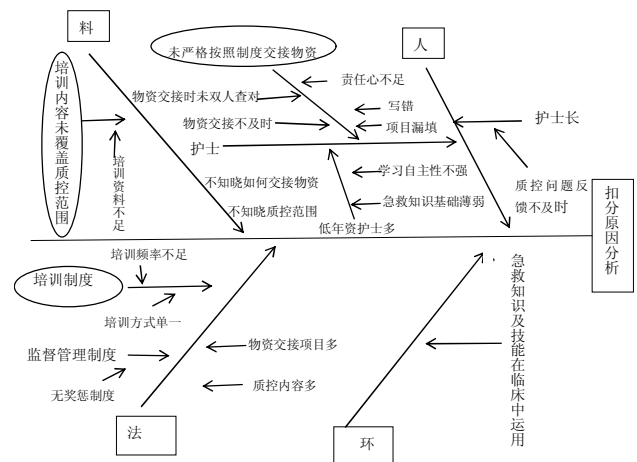 料
未严格按照制度交接物资
人
培训内容未覆盖质控范围
责任心不足
物资交接时未双人查对
写错
物资交接不及时
项目漏填
护士长
护士
培训资料不足
学习自主性不强
不知晓如何交接物资
质控问题反
馈不及时
急救知识基础薄弱
不知晓质控范围
低年资护士多
扣分原因分析
培训频率不足
培训制度
急救知识及技能在临床中运用
培训方式单一
物资交接项目多
监督管理制度
质控内容多
无奖惩制度
法
环